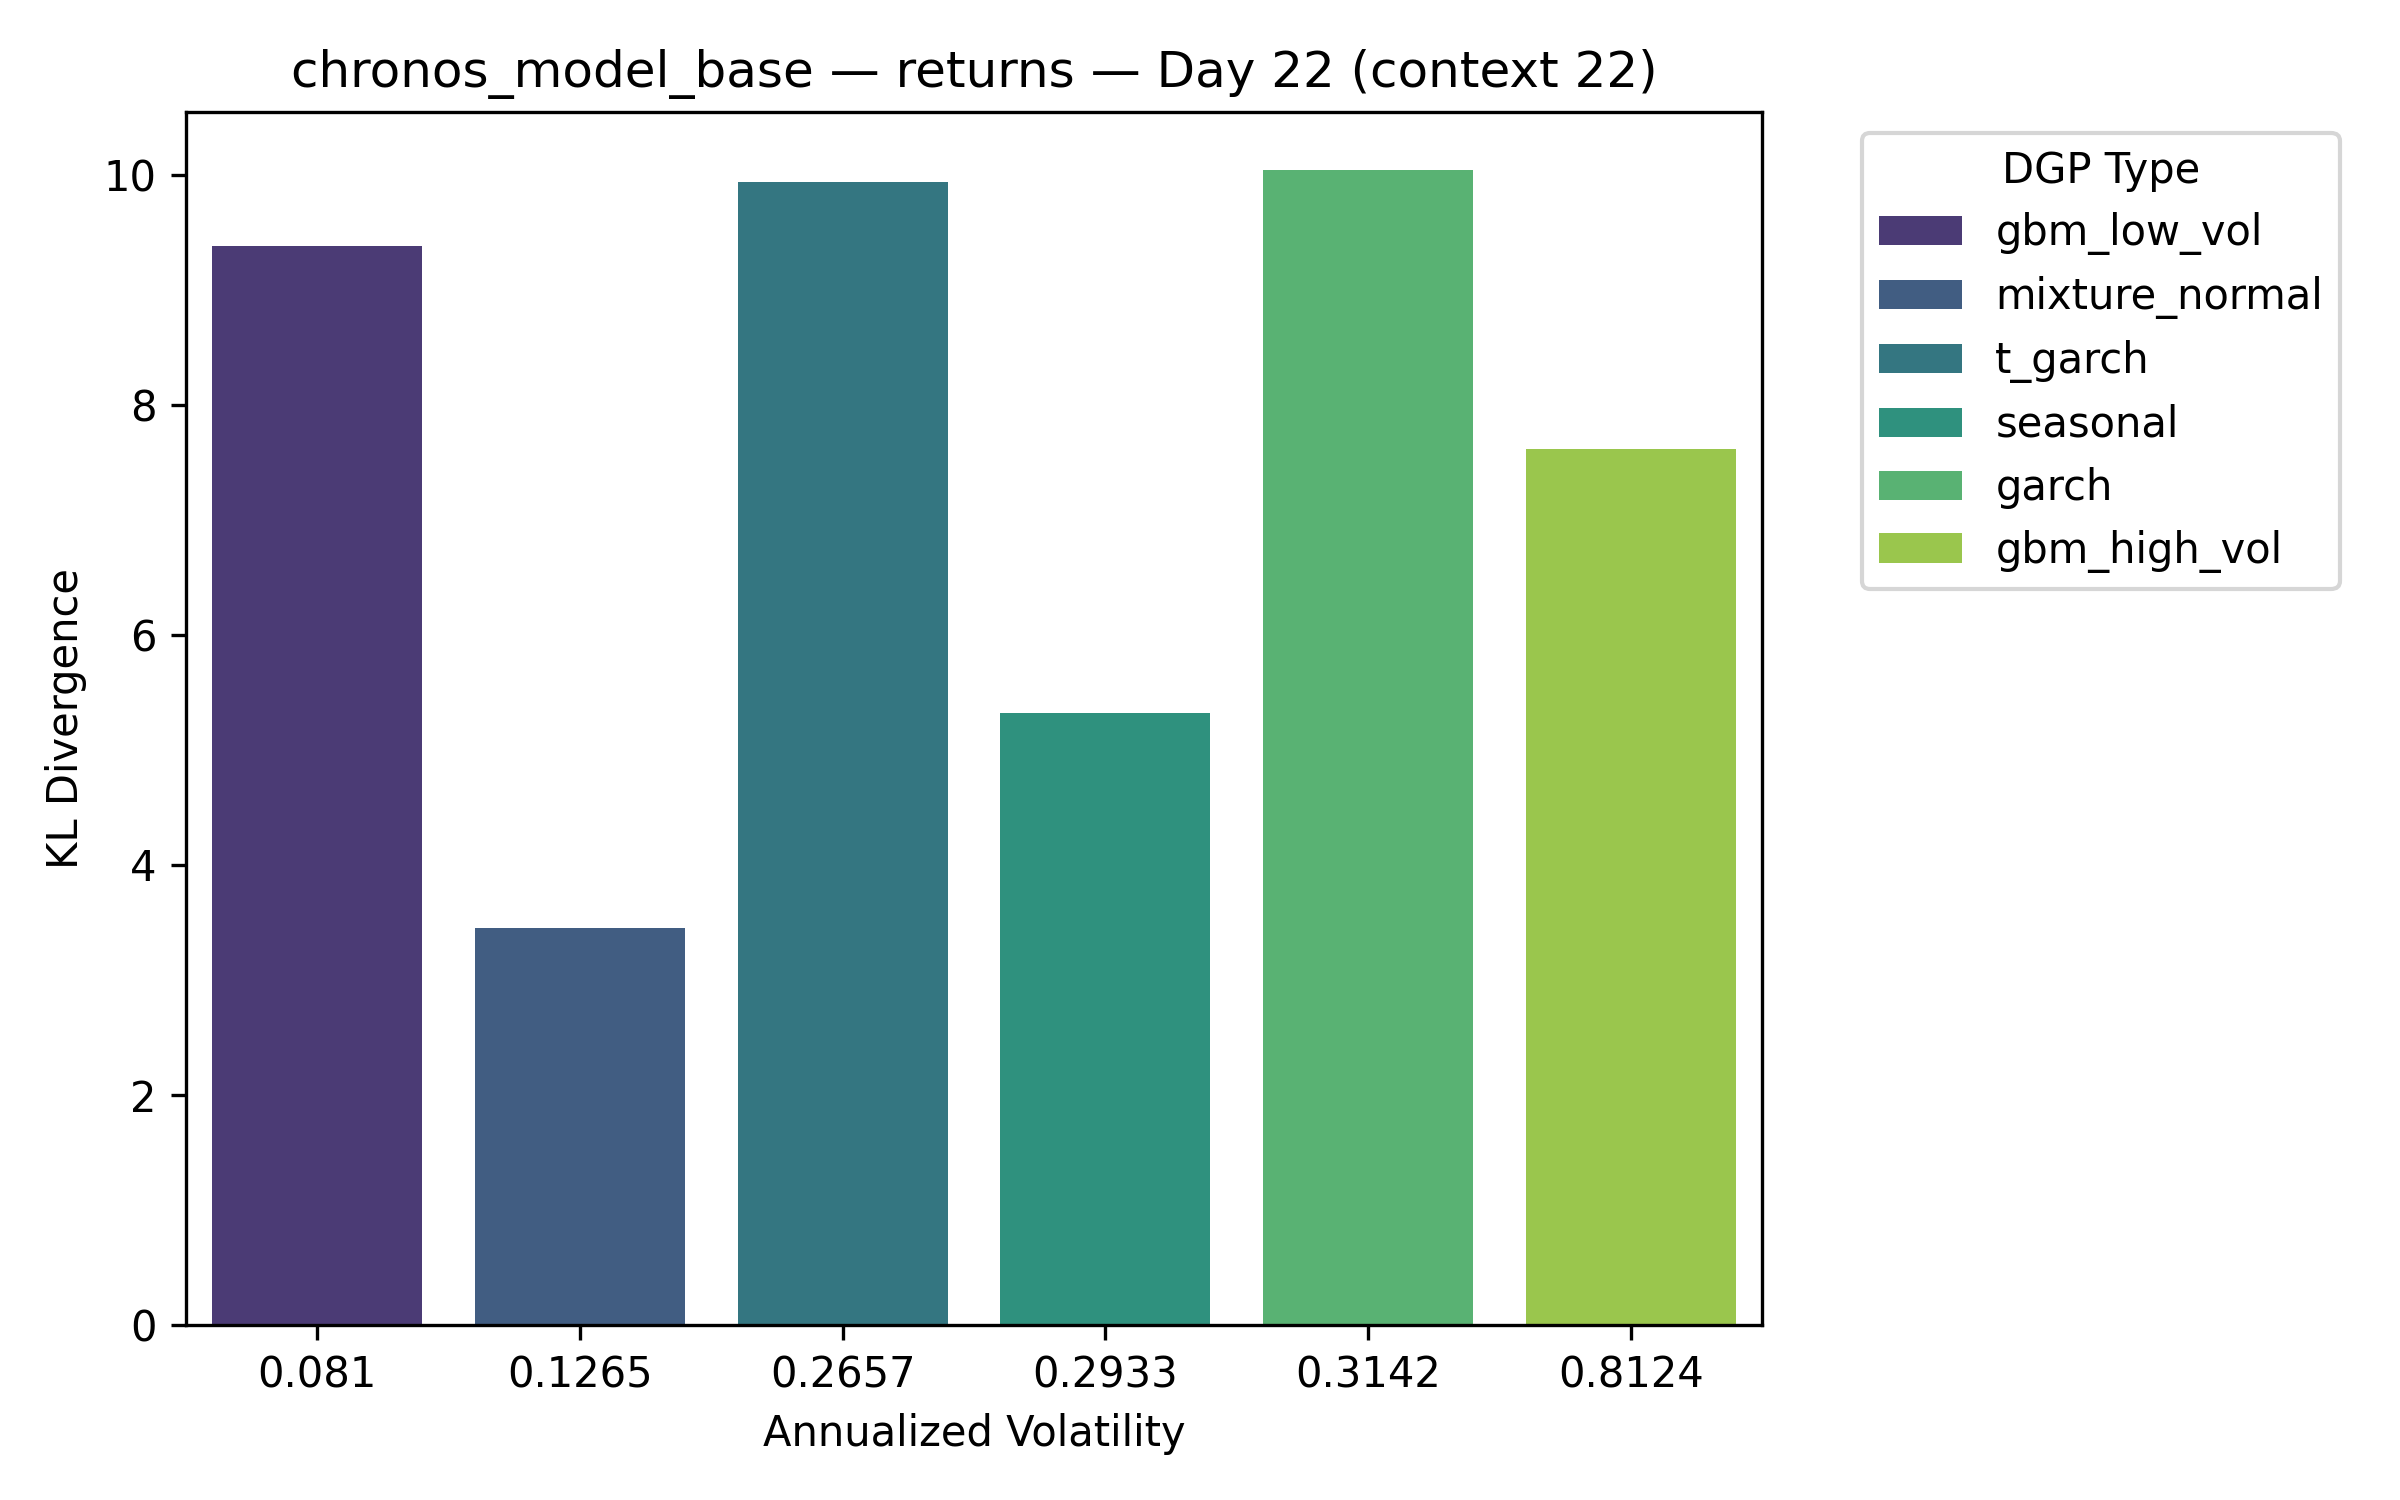 chronos_model_base — returns — Day 22 (context 22)
KL Divergence
10
8
6
4
2
0
0.081 0.1265 0.2657 0.2933 0.3142 0.8124
Annualized Volatility
DGP Type
gbm_low_vol
mixture_normal
t_garch
seasonal
garch
gbm_high_vol